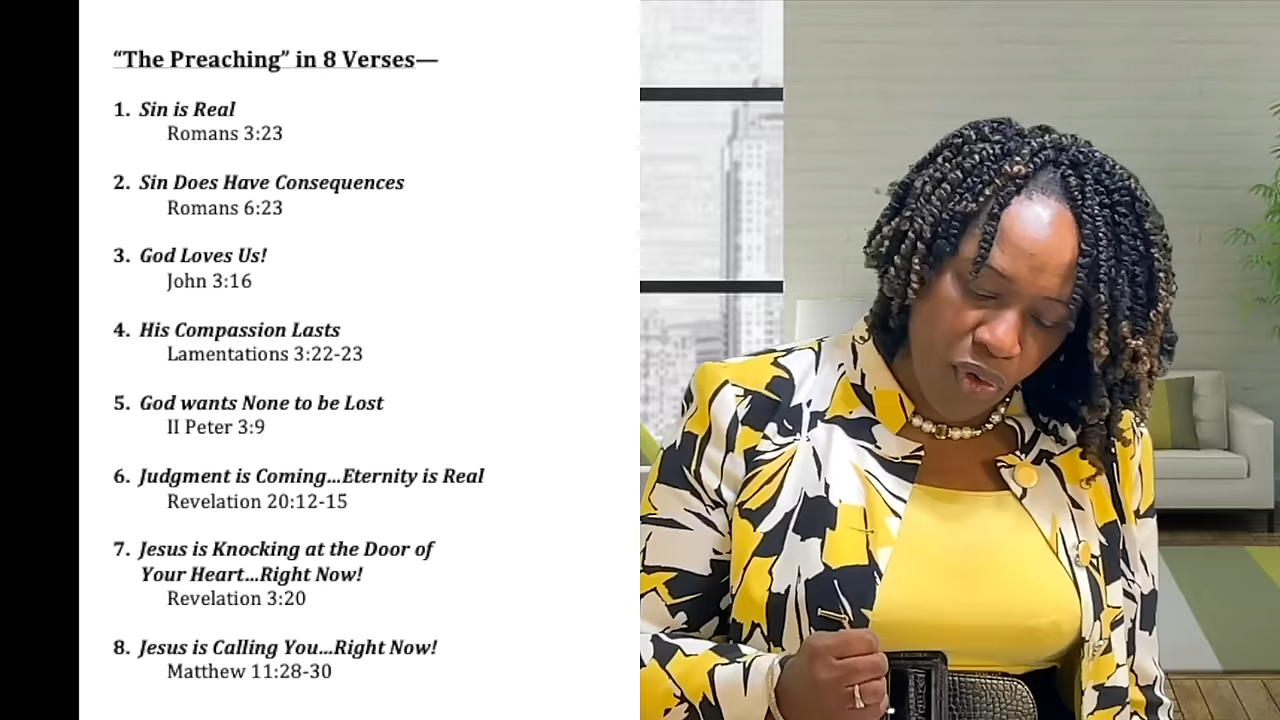 “The Preaching” in 8 Verses—
1. Sin is Real
Romans 3:23
2. Sin Does Have Consequences
Romans 6:23
3. God Loves Us!
John 3:16
4. His Compassion Lasts
Lamentations 3:22-23
5. God wants None to be Lost
II Peter 3:9
6. Judgment is Coming...Eternity is Real
Revelation 20:12-15
7. Jesus is Knocking at the Door of
Your Heart...Right Now!
Revelation 3:20
8. Jesus is Calling You...Right Now!
Matthew 11:28-30